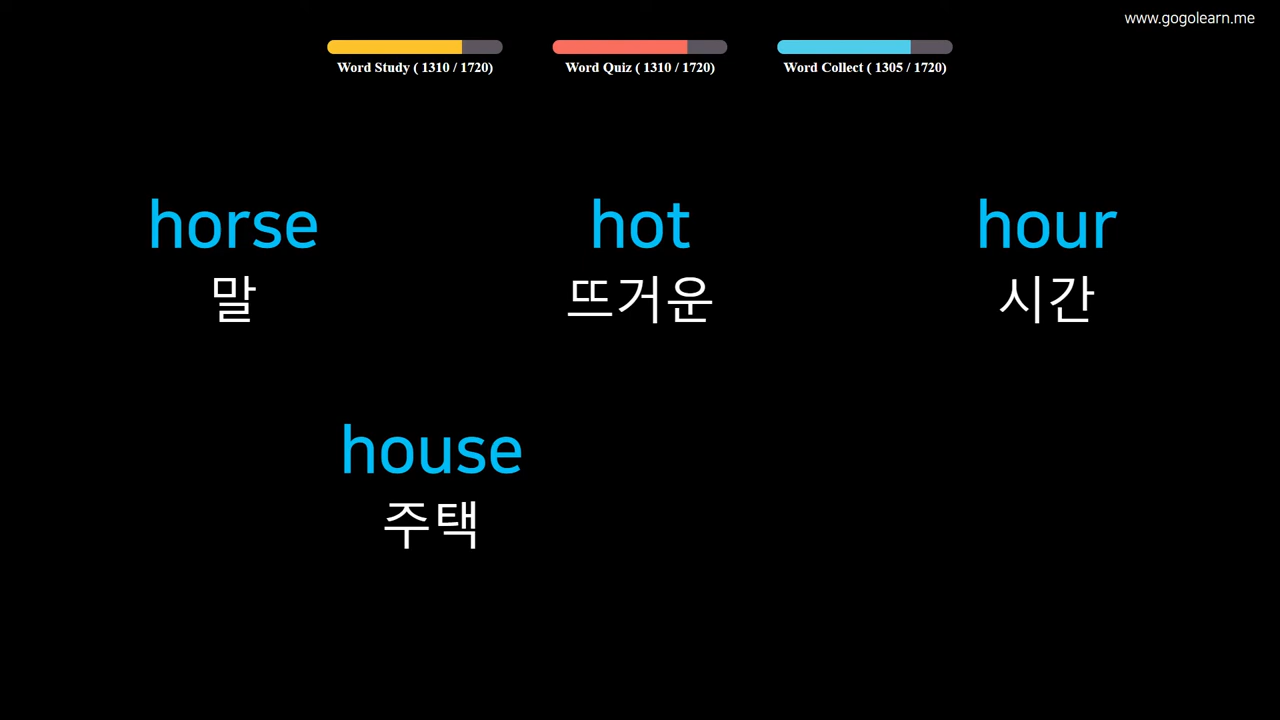 www.gogolearn.me
Word Study ( 1310 / 1720) Word Quiz ( 1310 / 1720) Word Collect ( 1305 / 1720)
horse hot hour
말 뜨거운 시간
house
주택